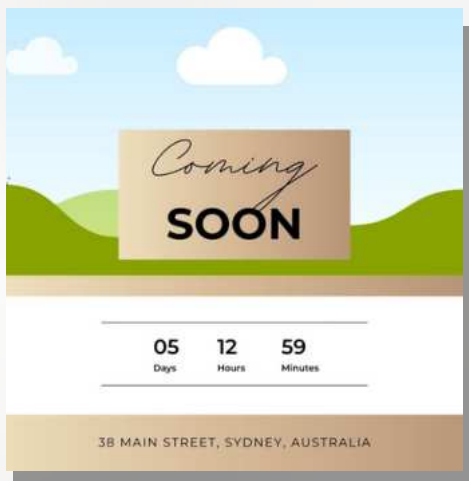 Coming
SOON
05 12 59
Days Hours Minutes
38 MAIN STREET, SYDNEY, AUSTRALIA